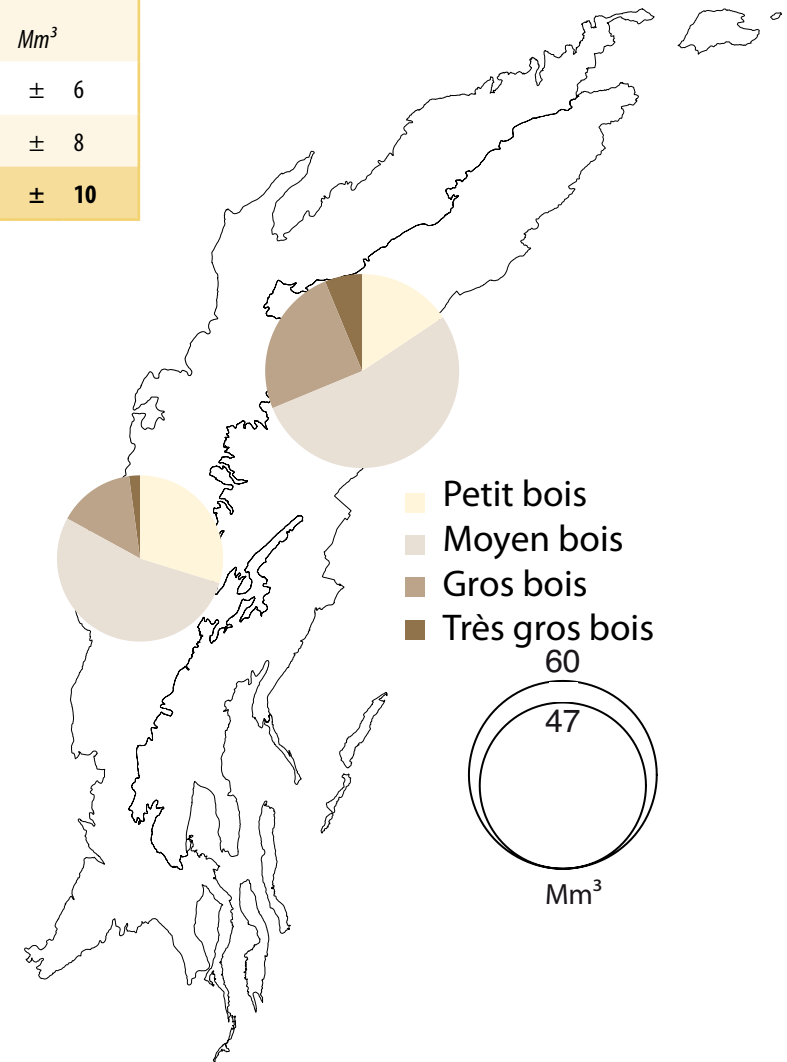 Mm³
± 6
± 8
± 10
Petit bois
Moyen bois
Gros bois
Très gros bois
60
47
Mm³